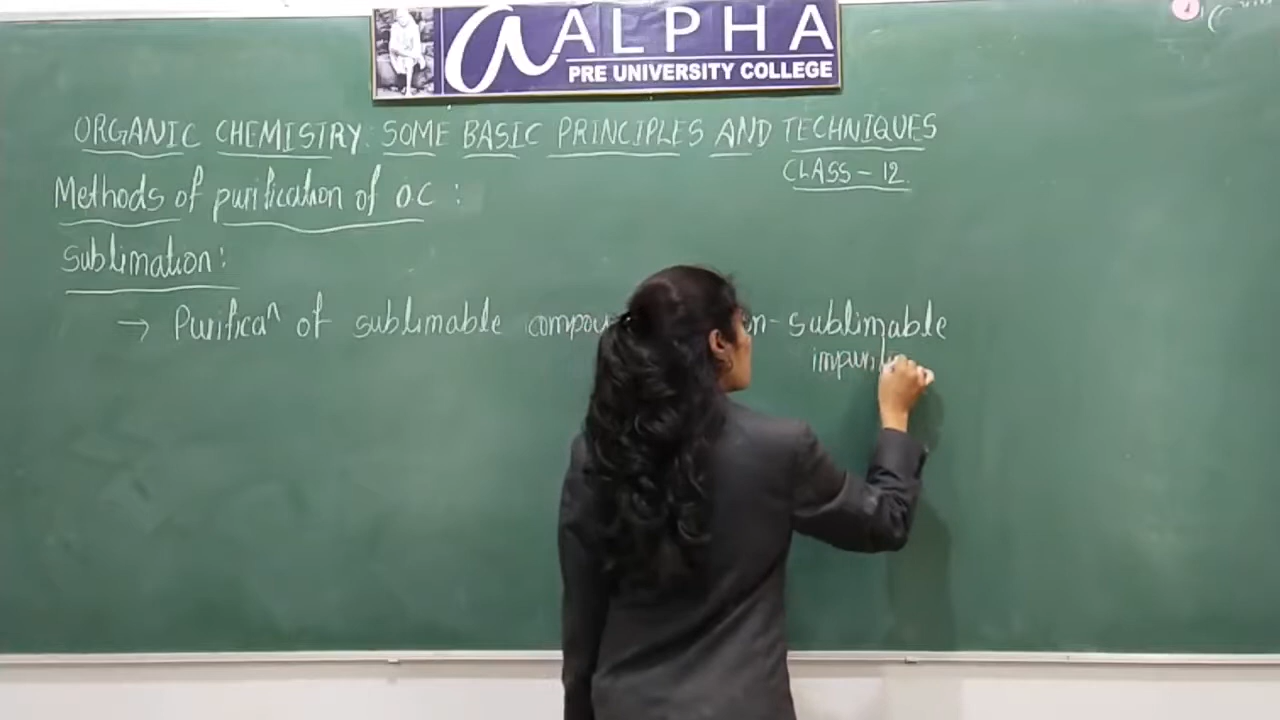 a ALPHA
PRE UNIVERSITY COLLEGE
ORGANIC CHEMISTRY: SOME BASIC PRINCIPLES AND TECHNIQUES
CLASS - 12.
Methods of purification of OC :
Sublimation:
→ Purificaⁿ of sublimable compou n-sublimable
impuri